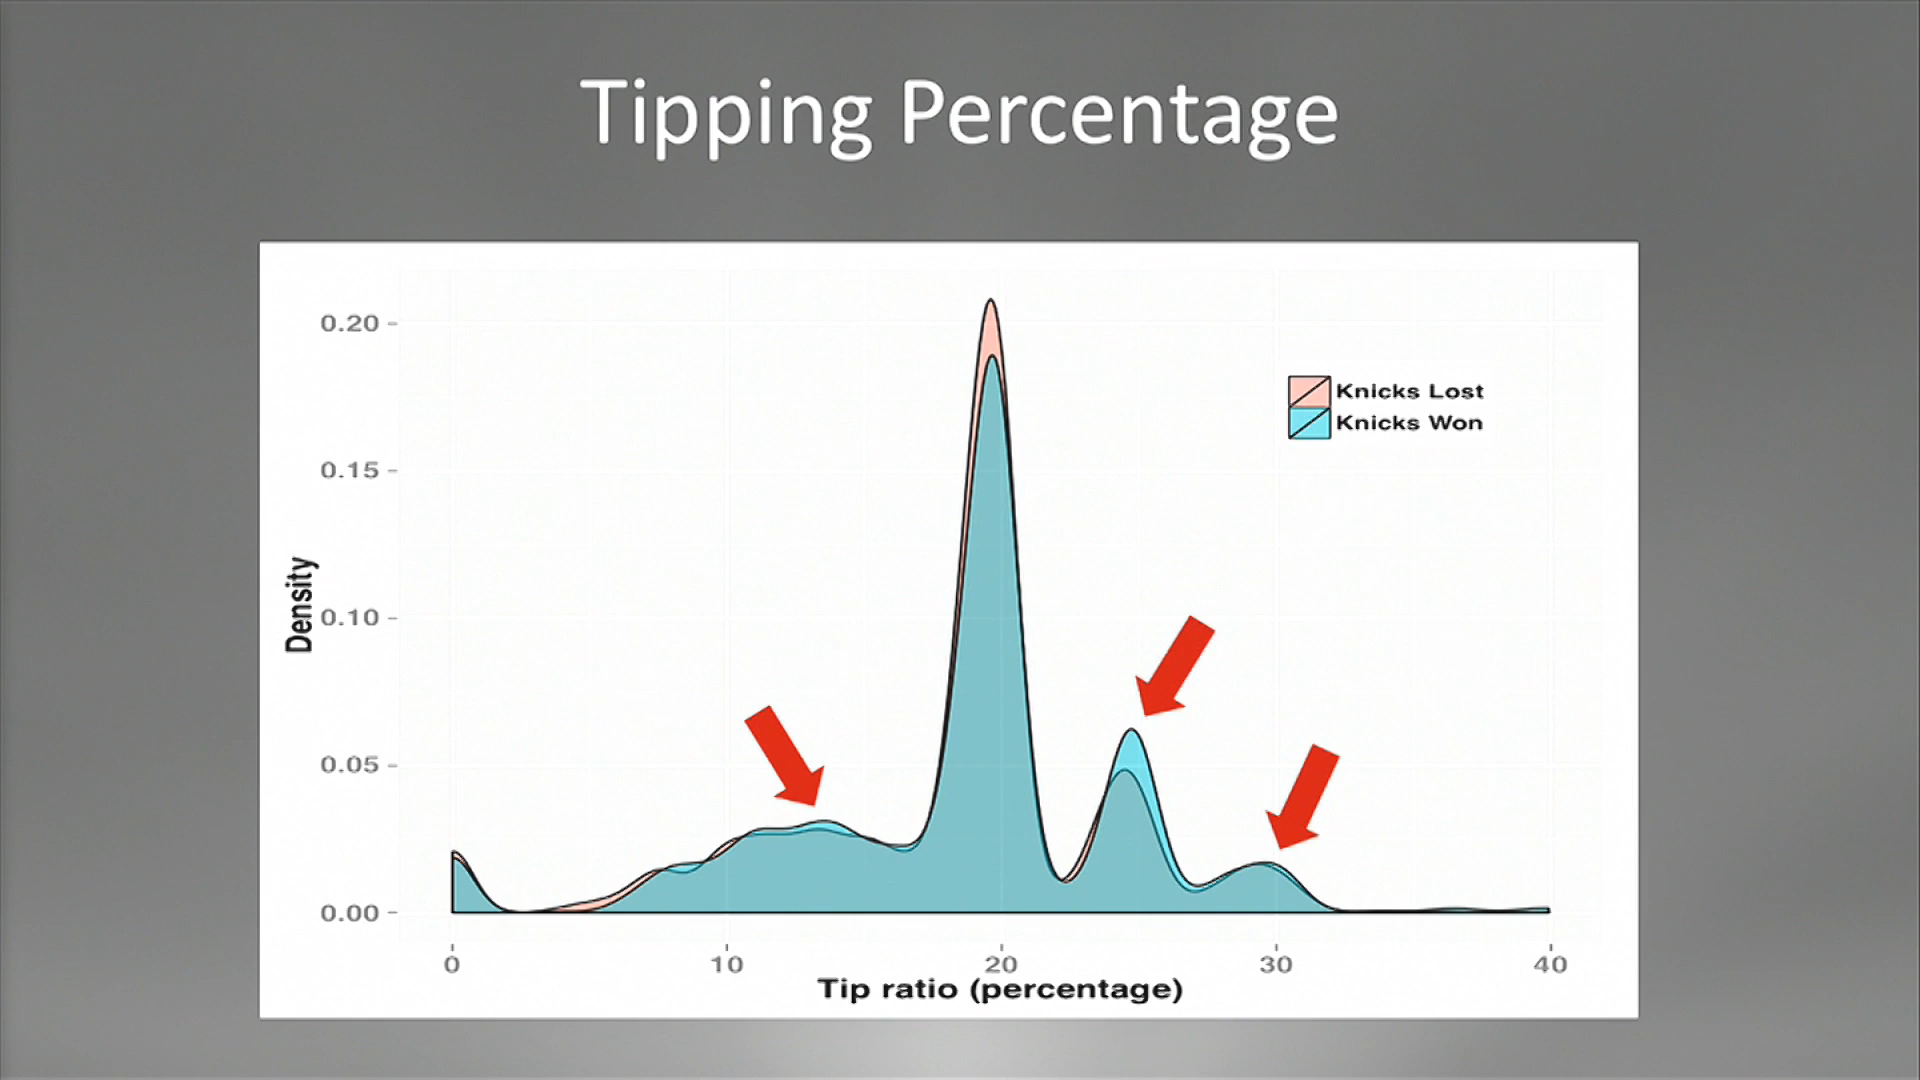 Tipping Percentage
0.20
0.15
0.10
0.05
0.00
Density
Knicks Lost
Knicks Won
0 10 20 30 40
Tip ratio (percentage)